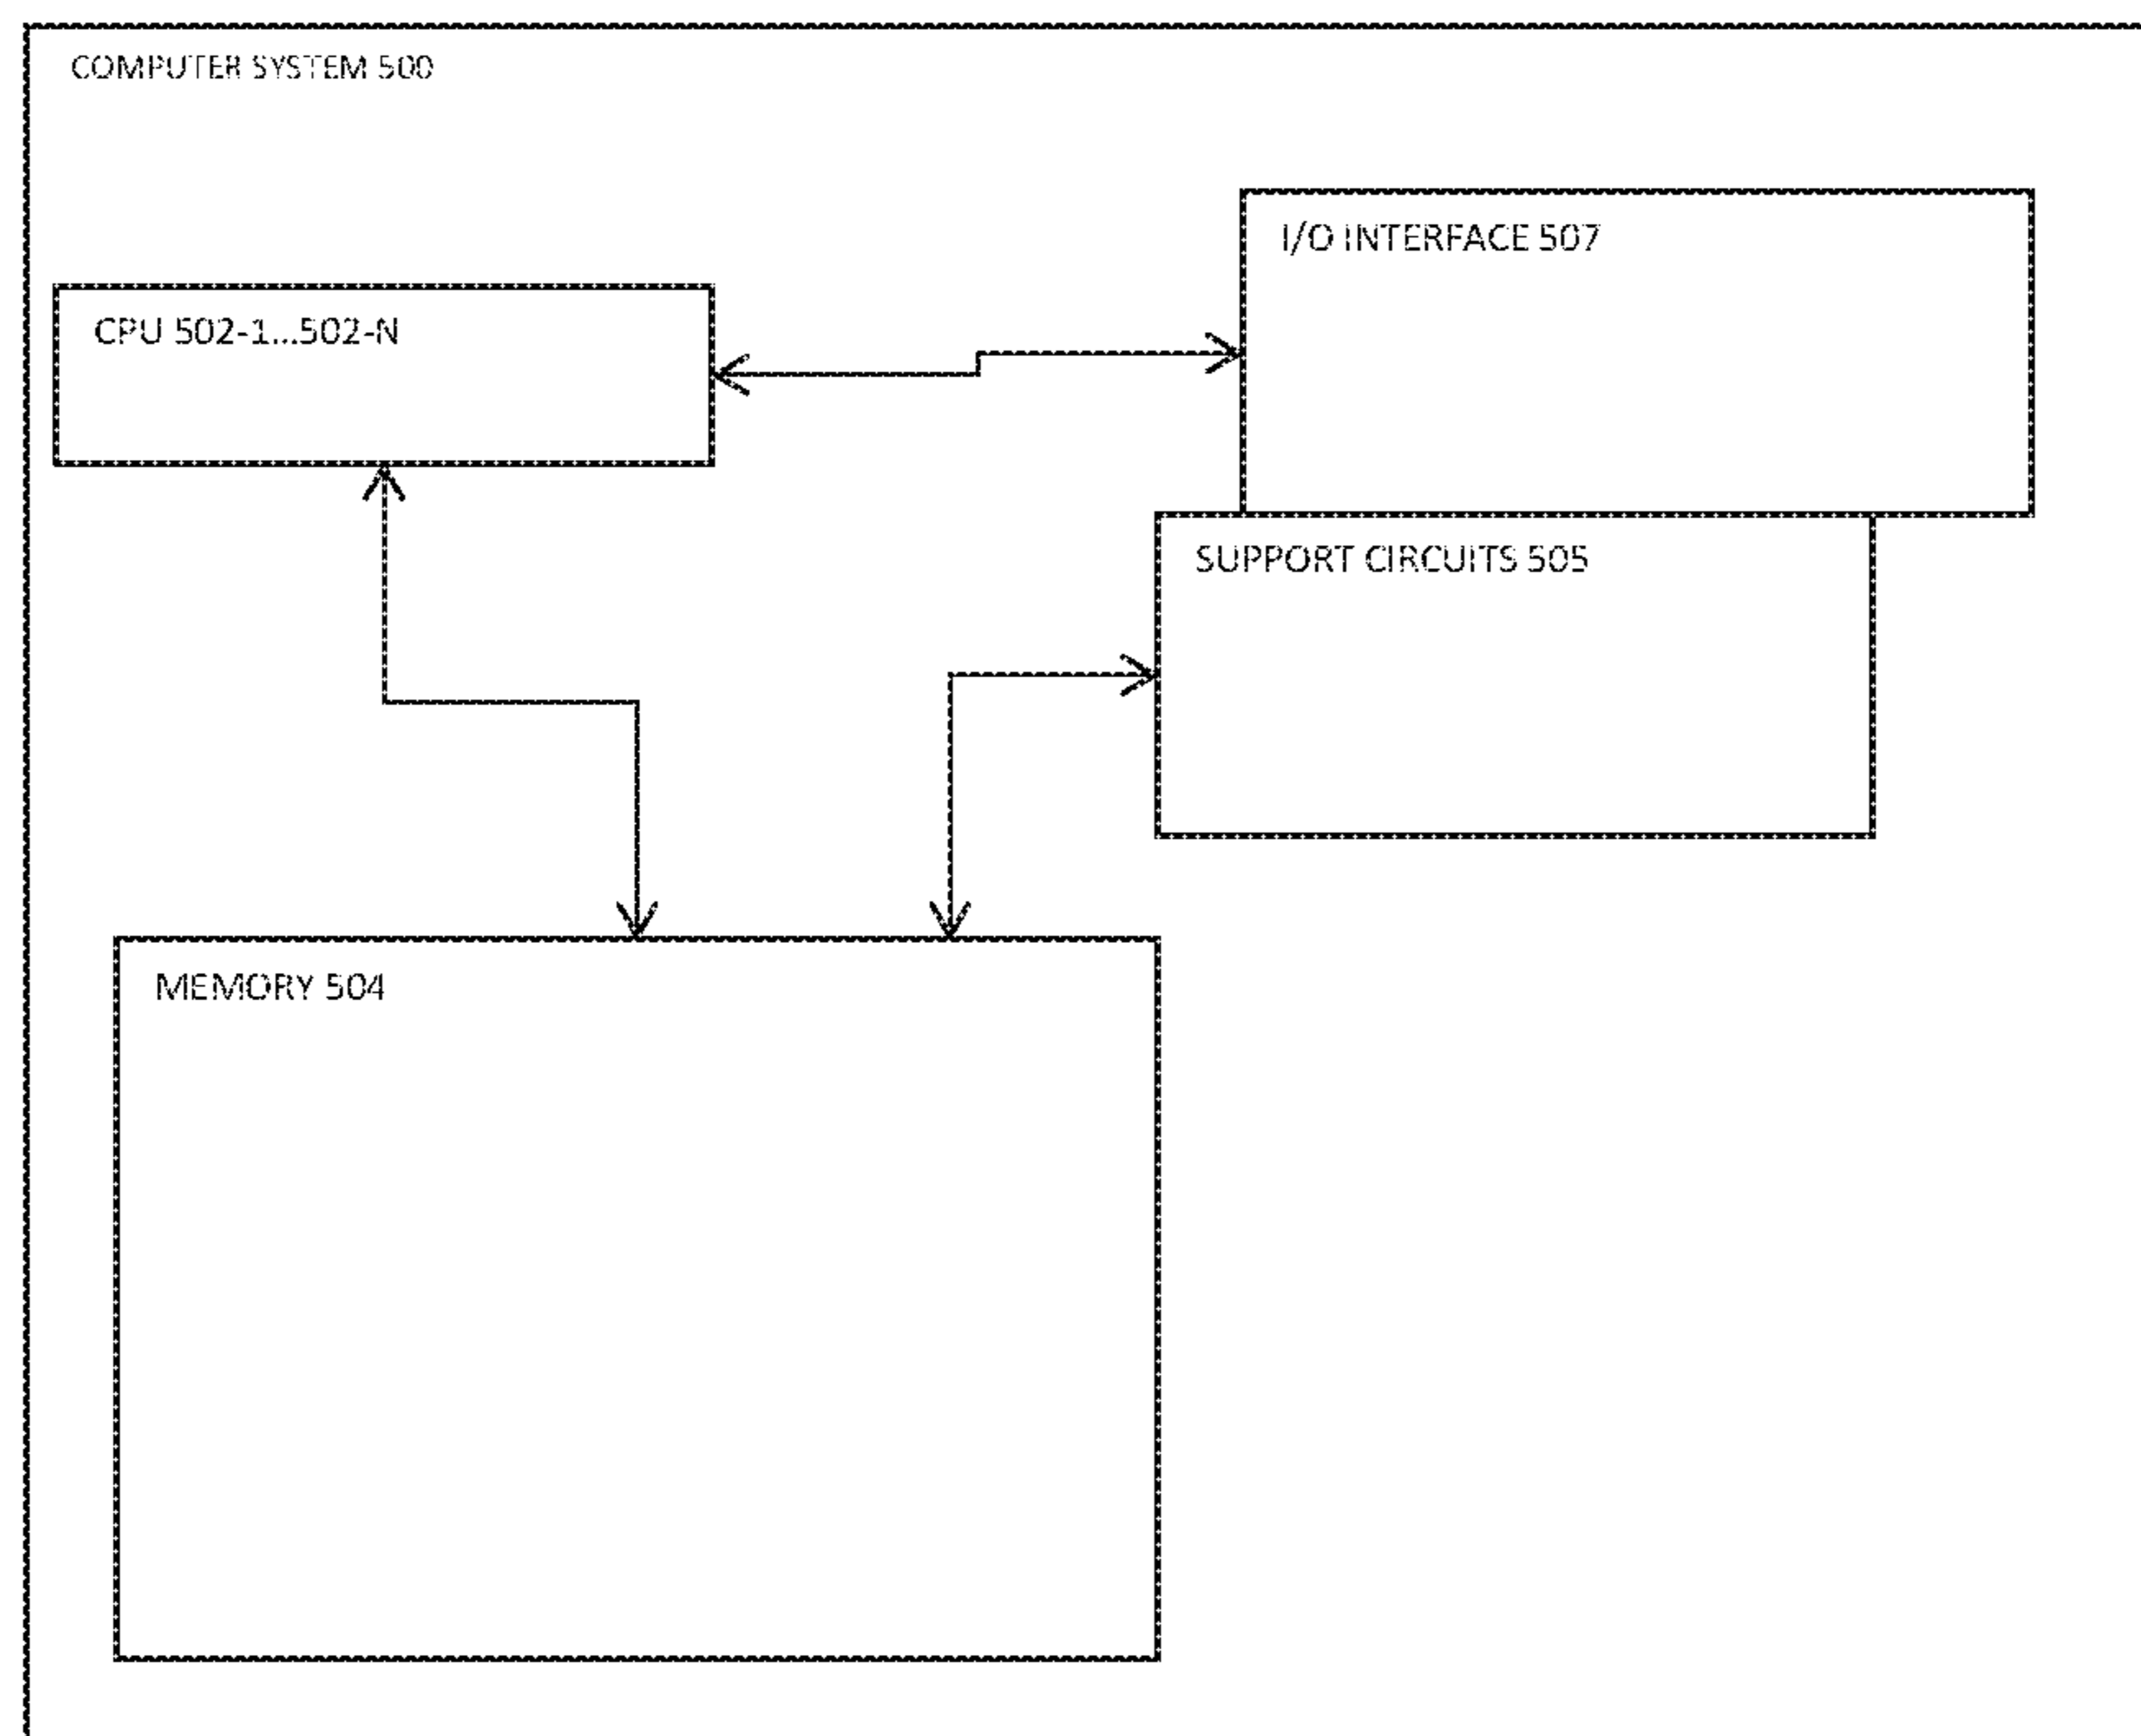 COMPUTER SYSTEM 500
I/O INTERFACE 507
CPU 502-1...502-N
SUPPORT CIRCUITS 505
MEMORY 504